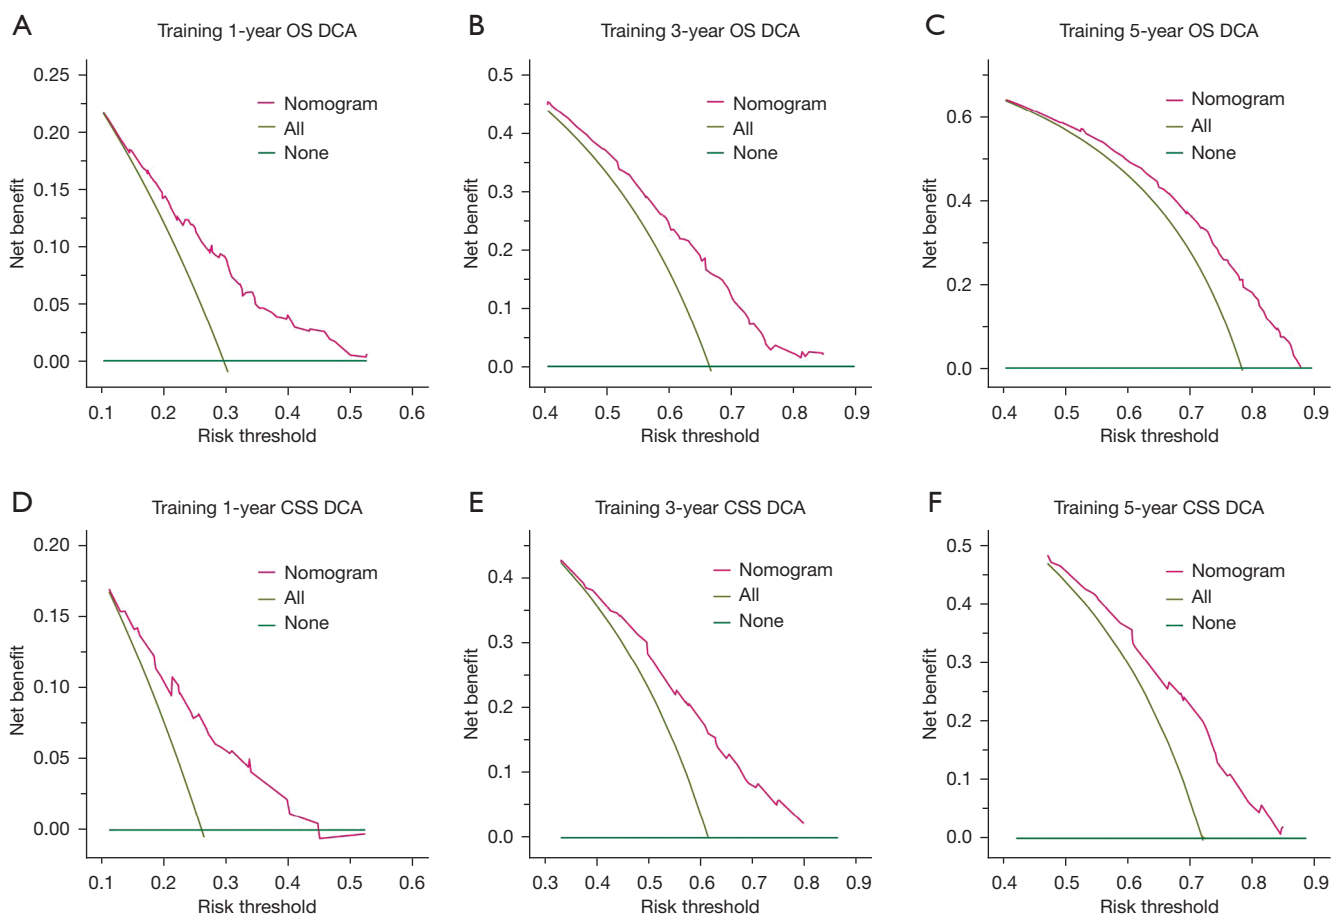 A
Training 1-year OS DCA
Net benefit
0.25
0.20
0.15
0.10
0.05
0.00
Nomogram
All
None
0.1 0.2 0.3 0.4 0.5 0.6
Risk threshold
B
Training 3-year OS DCA
Net benefit
0.5
0.4
0.3
0.2
0.1
0.0
Nomogram
All
None
0.4 0.5 0.6 0.7 0.8 0.9
Risk threshold
C
Training 5-year OS DCA
Net benefit
0.6
0.4
0.2
0.0
Nomogram
All
None
0.4 0.5 0.6 0.7 0.8 0.9
Risk threshold
D
Training 1-year CSS DCA
Net benefit
0.20
0.15
0.10
0.05
0.00
Nomogram
All
None
0.1 0.2 0.3 0.4 0.5 0.6
Risk threshold
E
Training 3-year CSS DCA
Net benefit
0.4
0.3
0.2
0.1
0.0
Nomogram
All
None
0.3 0.4 0.5 0.6 0.7 0.8 0.9
Risk threshold
F
Training 5-year CSS DCA
Net benefit
0.5
0.4
0.3
0.2
0.1
0.0
Nomogram
All
None
0.4 0.5 0.6 0.7 0.8 0.9
Risk threshold